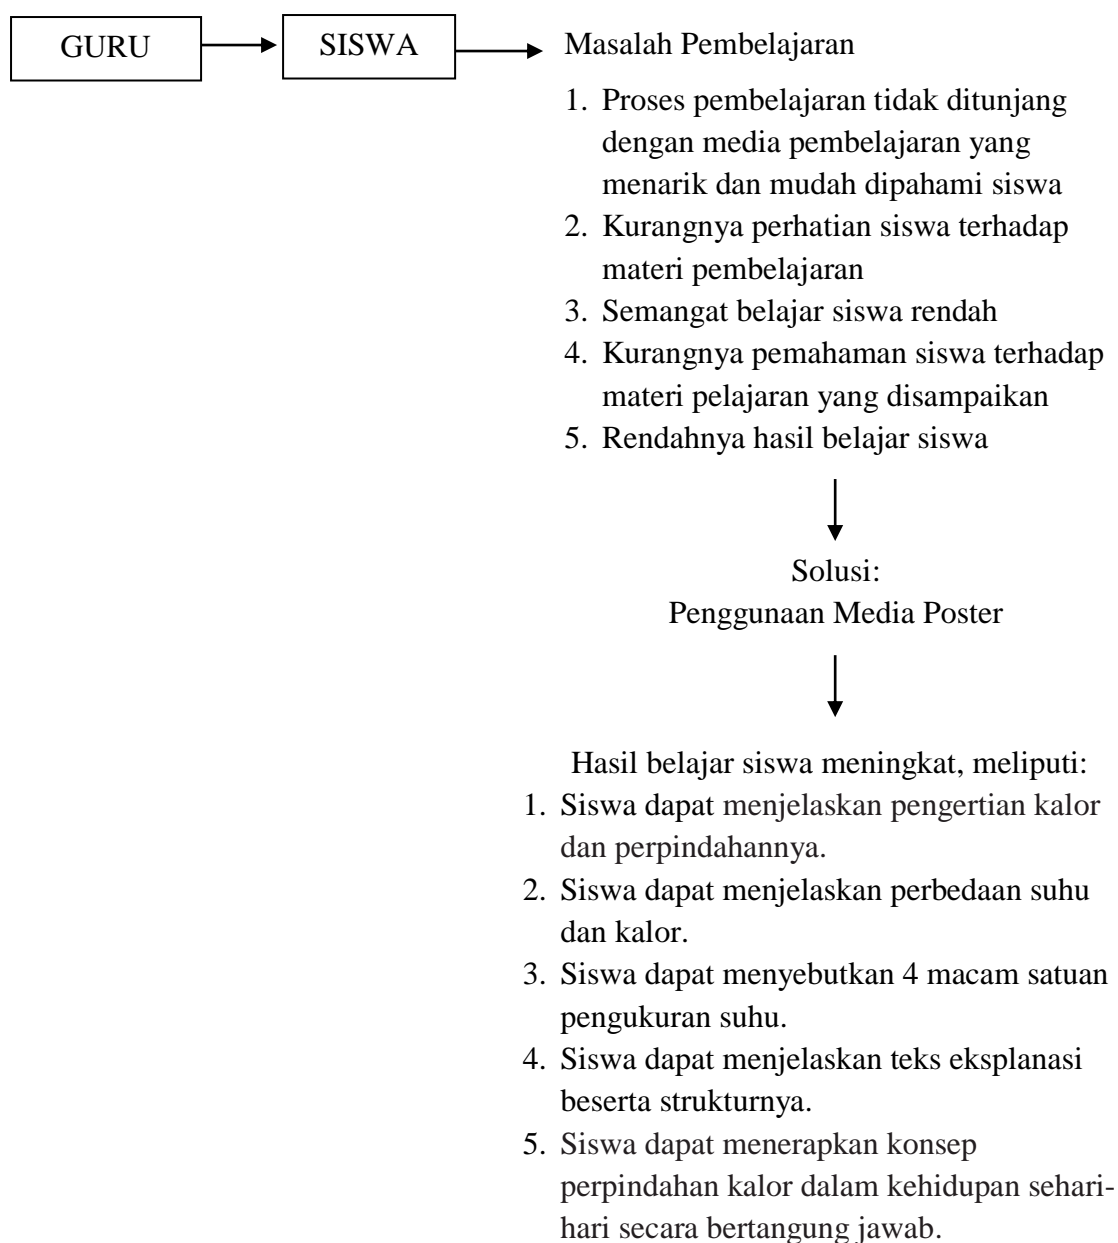 GURU
SISWA
Masalah Pembelajaran
1. Proses pembelajaran tidak ditunjang
dengan media pembelajaran yang
menarik dan mudah dipahami siswa
2. Kurangnya perhatian siswa terhadap
materi pembelajaran
3. Semangat belajar siswa rendah
4. Kurangnya pemahaman siswa terhadap
materi pelajaran yang disampaikan
5. Rendahnya hasil belajar siswa
Solusi:
Penggunaan Media Poster
Hasil belajar siswa meningkat, meliputi:
1. Siswa dapat menjelaskan pengertian kalor
dan perpindahannya.
2. Siswa dapat menjelaskan perbedaan suhu
dan kalor.
3. Siswa dapat menyebutkan 4 macam satuan
pengukuran suhu.
4. Siswa dapat menjelaskan teks eksplanasi
beserta strukturnya.
5. Siswa dapat menerapkan konsep
perpindahan kalor dalam kehidupan sehari-
hari secara bertangung jawab.